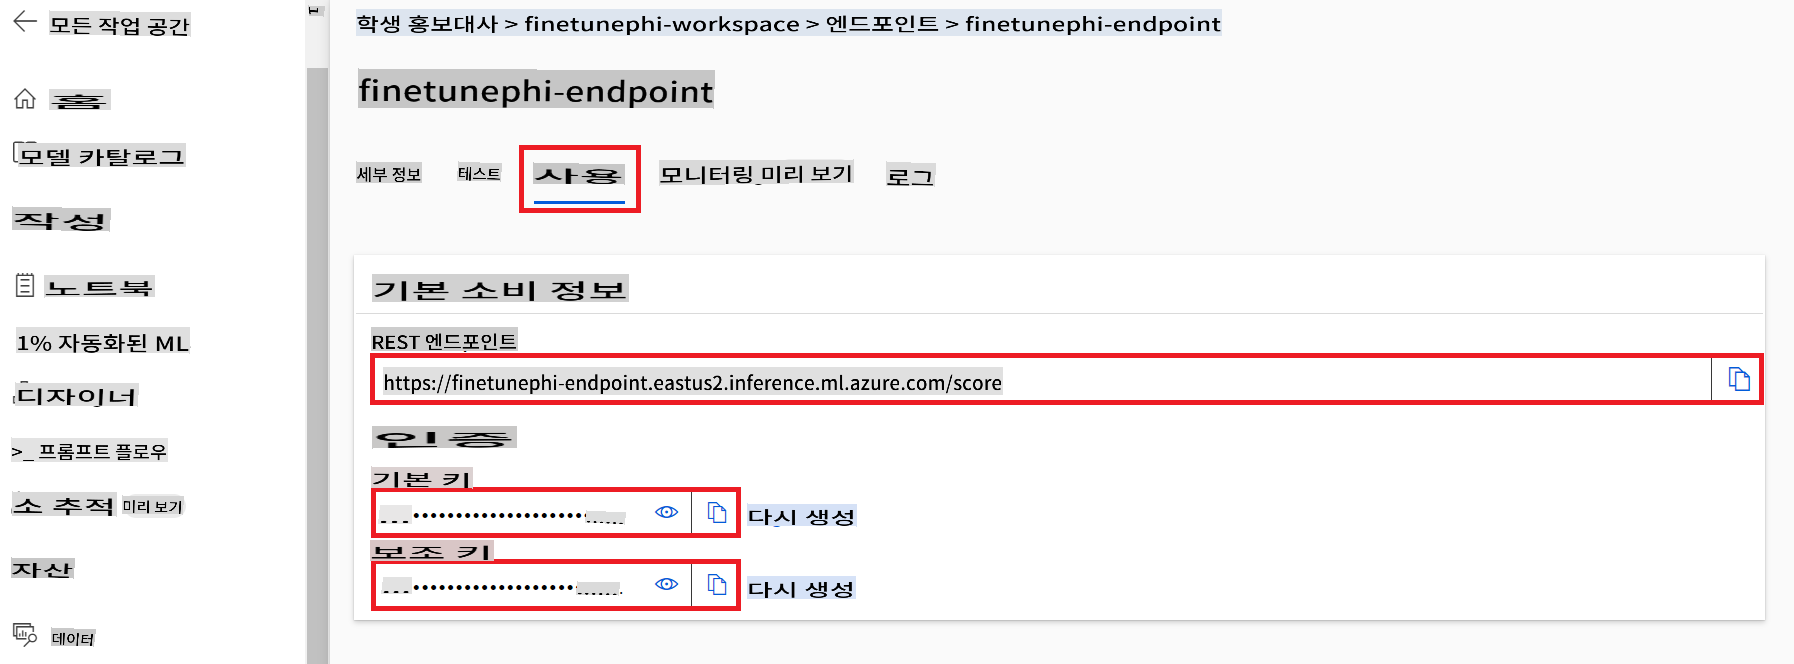 모든 작업 공간
홈
모델 카탈로그
작성
노트북
1% 자동화된 ML
디자이너
>_ 프롬프트 플로우
소 추적 미리 보기
자산
데이터
학생 홍보대사 > finetunephi-workspace > 엔드포인트 > finetunephi-endpoint
finetunephi-endpoint
세부 정보 테스트 사용 모니터링 미리 보기 로그
기본 소비 정보
REST 엔드포인트
https://finetunephi-endpoint.eastus2.inference.ml.azure.com/score
인증
기본 키
다시 생성
보조 키
다시 생성